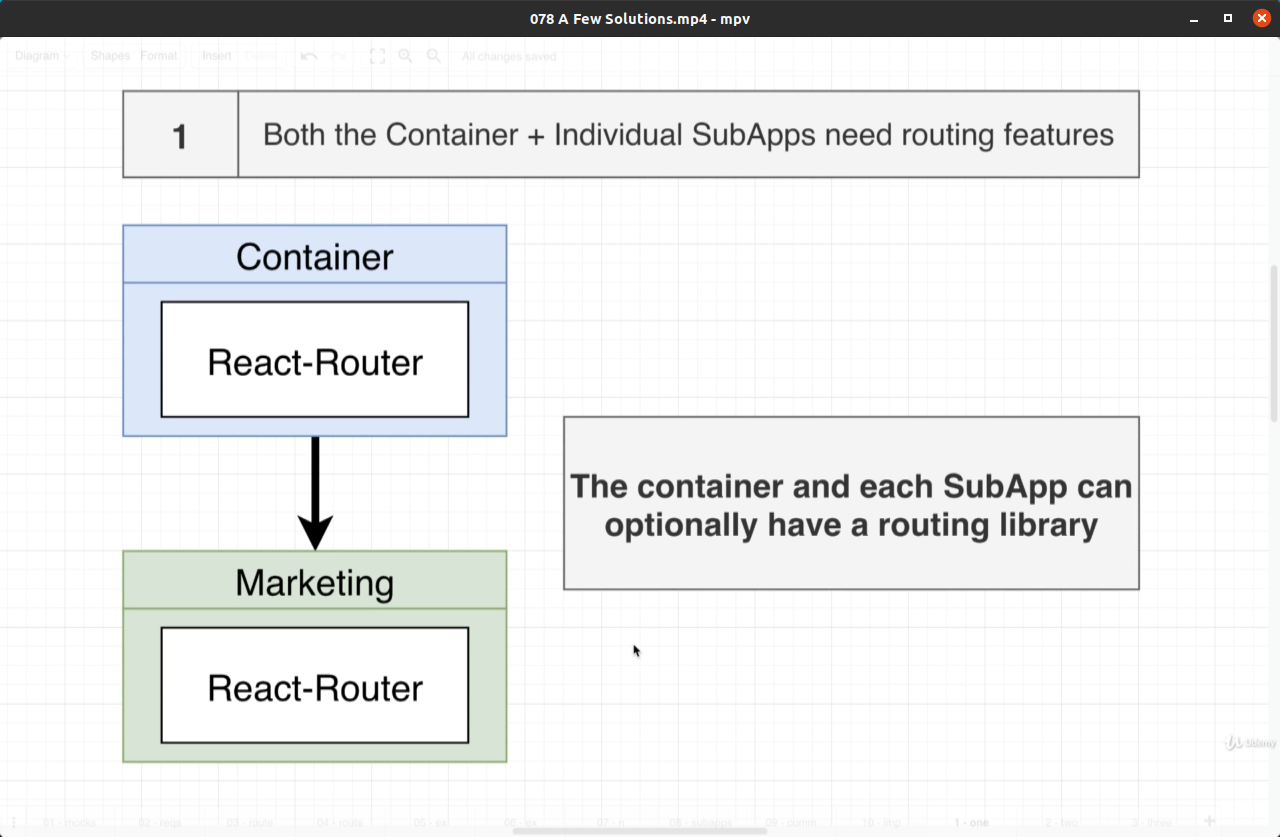 078 A Few Solutions.mp4 - mpv
Diagram Shapes Format Insert Delete All changes saved
1 Both the Container + Individual SubApps need routing features
Container
React-Router
The container and each SubApp can
optionally have a routing library
Marketing
React-Router
Udemy
01 - mocks 02 - reqs 03 - route 04 - routa 05 - ex 06 - ex 08 - subapps 09 - comm 10 - imp 1 - one 2 - two 3 - three